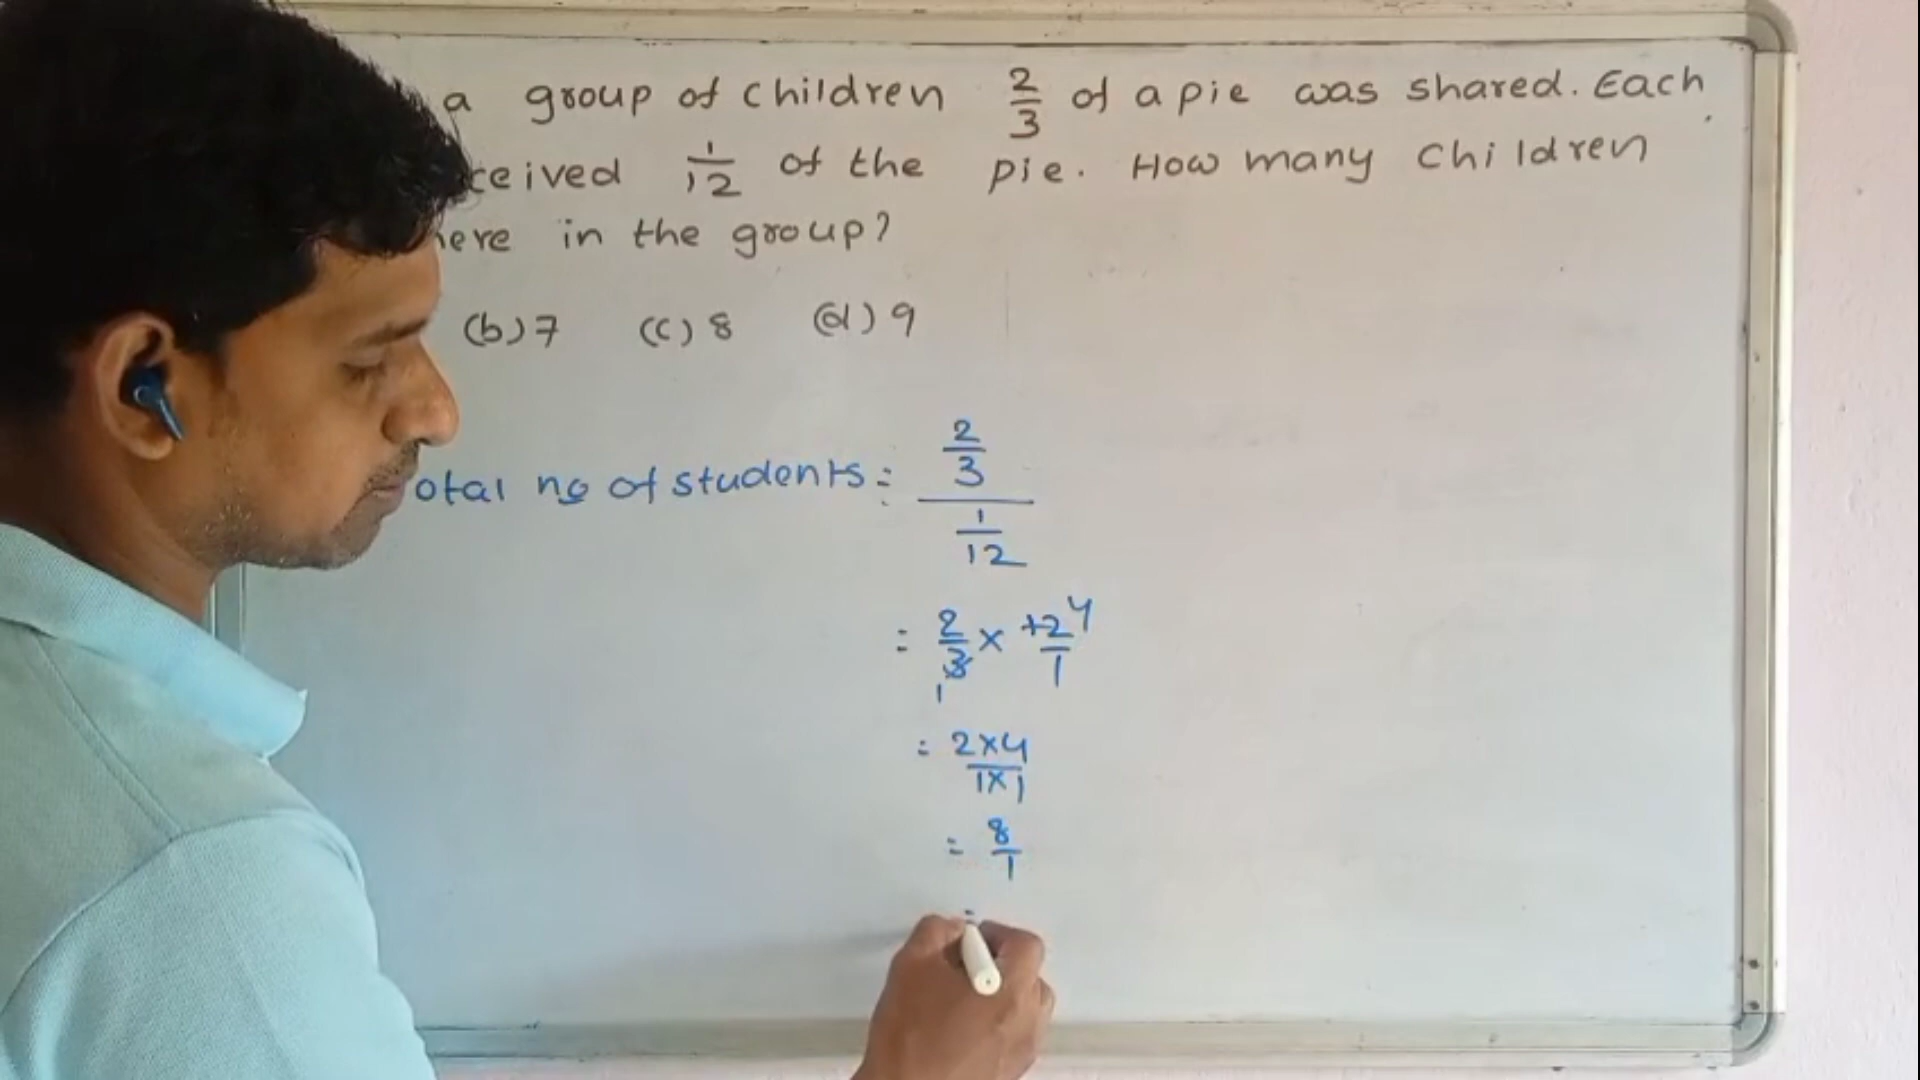 a group of children 2/3 of a pie was shared. Each
ceived 1/12 of the pie. How many children
ere in the group?
(b) 7 (c) 8 (d) 9
otal no of students = 2/3 / 1/12
= 2/3 1 × 12/1 4
= 2×4/1×1
= 8/1
=